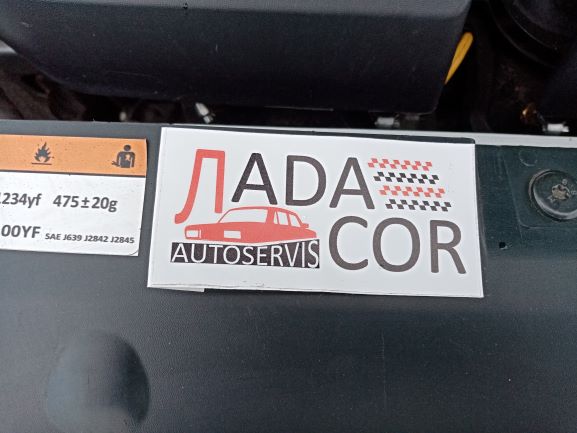 1234yf 475±20g
00YF SAE J639 J2842 J2845
ЛADA
COR
AUTOSERVIS